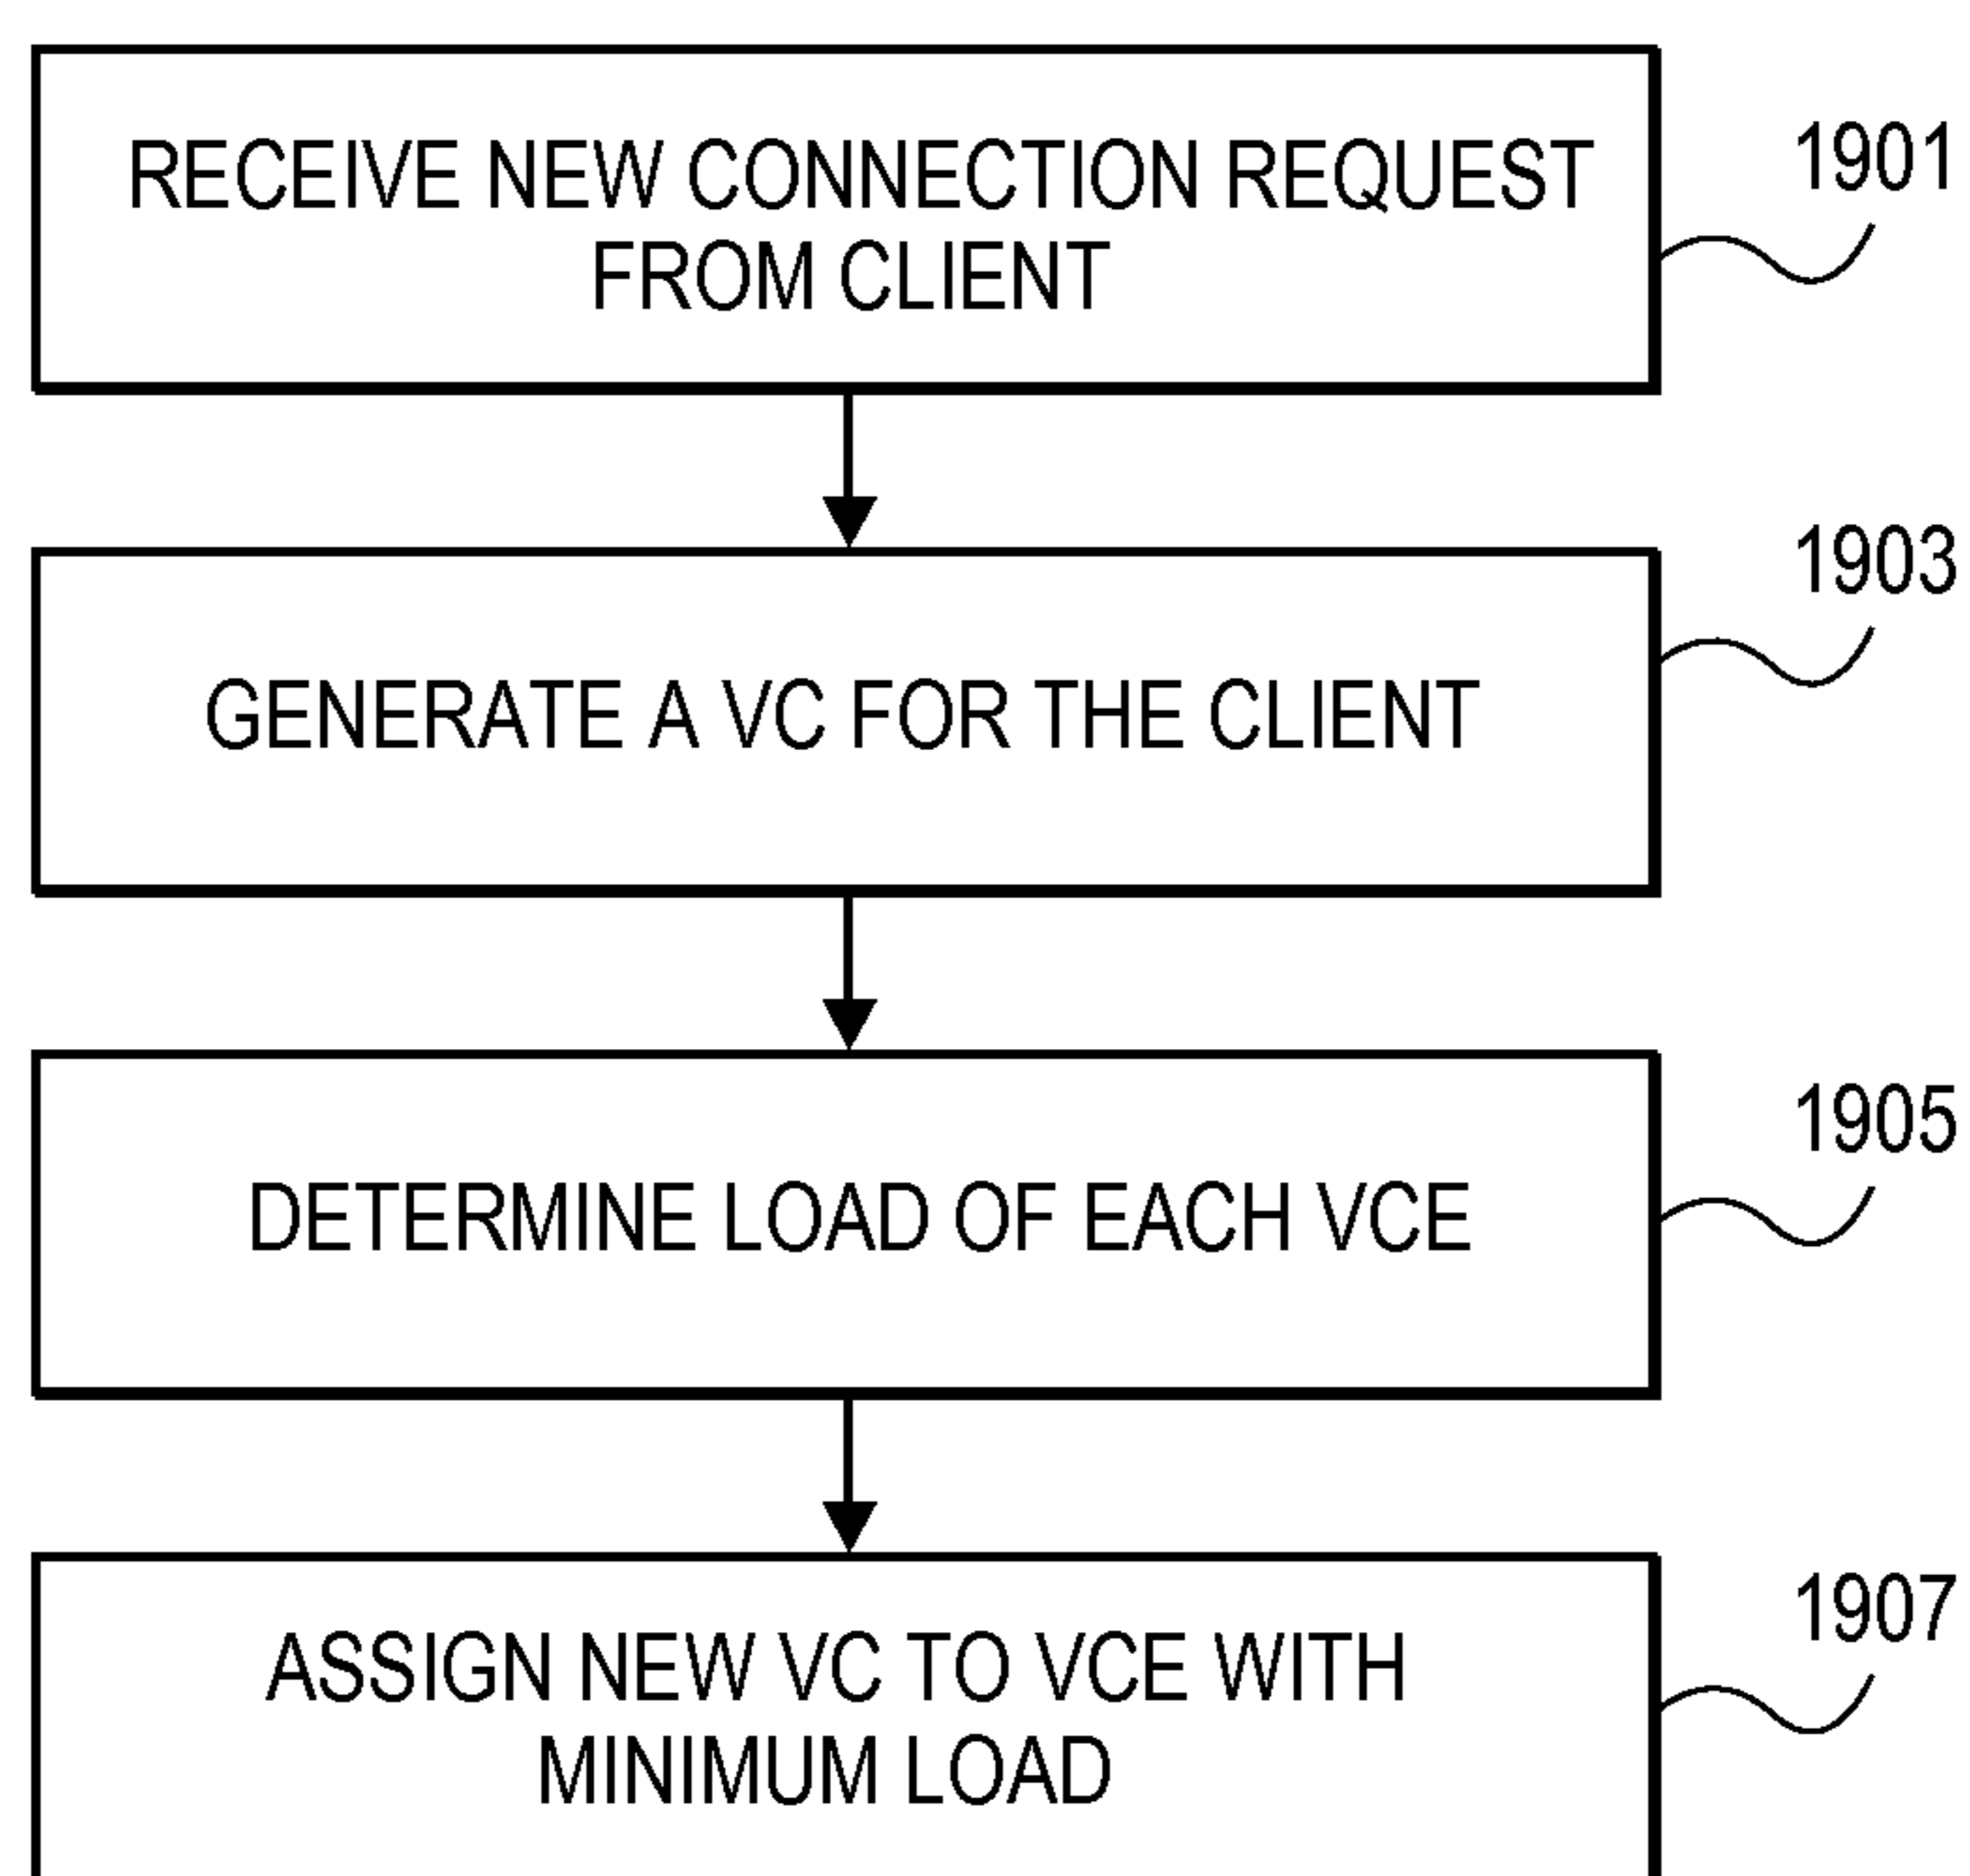 RECEIVE NEW CONNECTION REQUEST
FROM CLIENT
1901
GENERATE A VC FOR THE CLIENT
1903
DETERMINE LOAD OF EACH VCE
1905
ASSIGN NEW VC TO VCE WITH
MINIMUM LOAD
1907